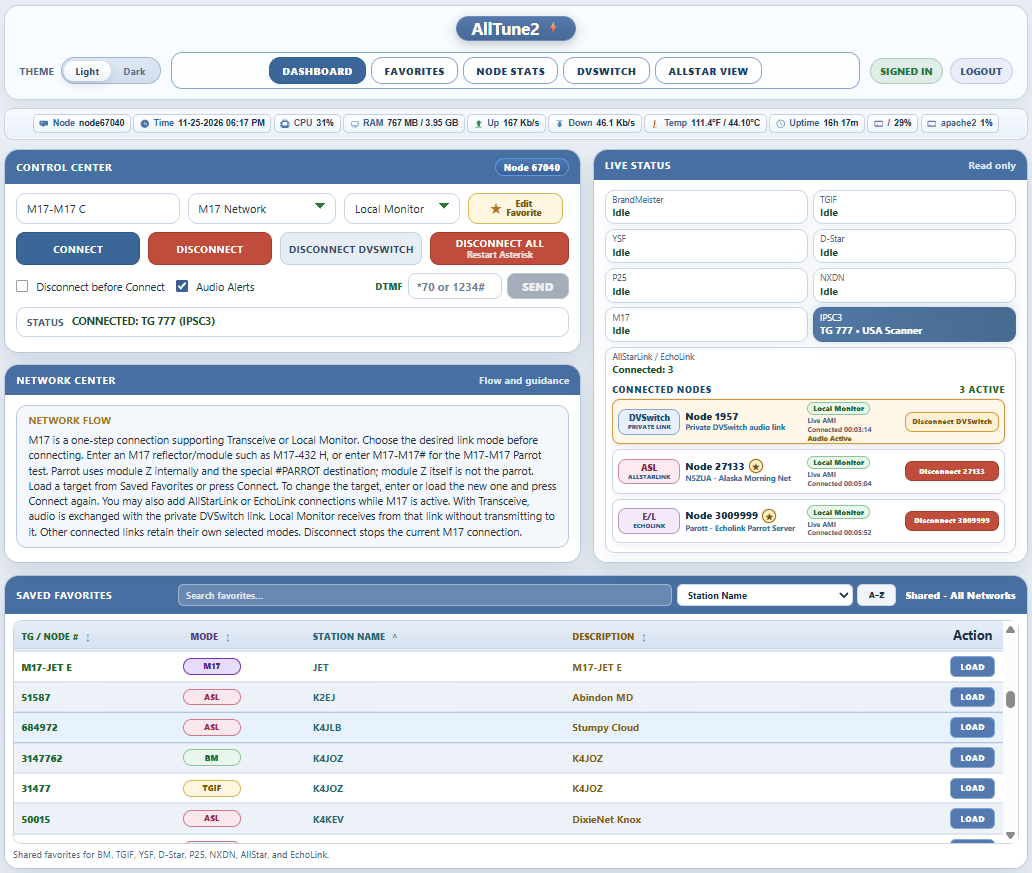 AllTune2
THEME Light Dark
DASHBOARD FAVORITES NODE STATS DVSWITCH ALLSTAR VIEW
SIGNED IN LOGOUT
Node node67040 Time 11-25-2026 06:17 PM CPU 31% RAM 767 MB / 3.95 GB Up 167 Kb/s Down 46.1 Kb/s Temp 111.4°F / 44.10°C Uptime 16h 17m / 29% apache2 1%
CONTROL CENTER Node 67040
M17-M17 C M17 Network Local Monitor ★ Edit Favorite
CONNECT DISCONNECT DISCONNECT DVSWITCH DISCONNECT ALL
Restart Asterisk
Disconnect before Connect Audio Alerts DTMF *70 or 1234# SEND
STATUS CONNECTED: TG 777 (IPSC3)
NETWORK CENTER Flow and guidance
NETWORK FLOW
M17 is a one-step connection supporting Transceive or Local Monitor. Choose the desired link mode before
connecting. Enter an M17 reflector/module such as M17-432 H, or enter M17-M17# for the M17-M17 Parrot
test. Parrot uses module Z internally and the special #PARROT destination; module Z itself is not the parrot.
Load a target from Saved Favorites or press Connect. To change the target, enter or load the new one and press
Connect again. You may also add AllStarLink or EchoLink connections while M17 is active. With Transceive,
audio is exchanged with the private DVSwitch link. Local Monitor receives from that link without transmitting to
it. Other connected links retain their own selected modes. Disconnect stops the current M17 connection.
LIVE STATUS Read only
BrandMeister
Idle
TGIF
Idle
YSF
Idle
D-Star
Idle
P25
Idle
NXDN
Idle
M17
Idle
IPSC3
TG 777 • USA Scanner
AllStarLink / EchoLink
Connected: 3
CONNECTED NODES 3 ACTIVE
DVSwitch
PRIVATE LINK
Node 1957
Private DVSwitch audio link
Local Monitor
Live AMI
Connected 00:03:14
Audio Active
Disconnect DVSwitch
ASL
ALLSTARLINK
Node 27133 ★
N5ZUA - Alaska Morning Net
Local Monitor
Live AMI
Connected 00:05:04
Disconnect 27133
E/L
ECHOLINK
Node 3009999 ★
Parott - Echolink Parrot Server
Local Monitor
Live AMI
Connected 00:05:52
Disconnect 3009999
SAVED FAVORITES Search favorites... Station Name A-Z Shared - All Networks
TG / NODE # ↕ MODE ↕ STATION NAME ^ DESCRIPTION ↕ Action
M17-JET E M17 JET M17-JET E LOAD
51587 ASL K2EJ Abindon MD LOAD
684972 ASL K4JLB Stumpy Cloud LOAD
3147762 BM K4JOZ K4JOZ LOAD
31477 TGIF K4JOZ K4JOZ LOAD
50015 ASL K4KEV DixieNet Knox LOAD
Shared favorites for BM, TGIF, YSF, D-Star, P25, NXDN, AllStar, and EchoLink.